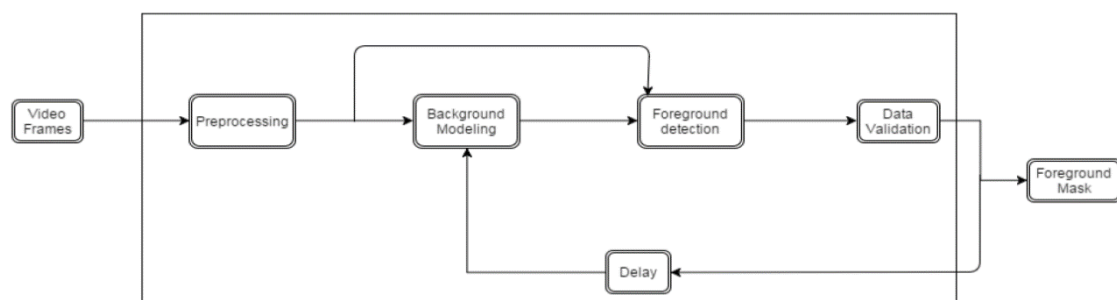 Video
Frames
Preprocessing
Background
Modeling
Foreground
detection
Data
Validation
Foreground
Mask
Delay